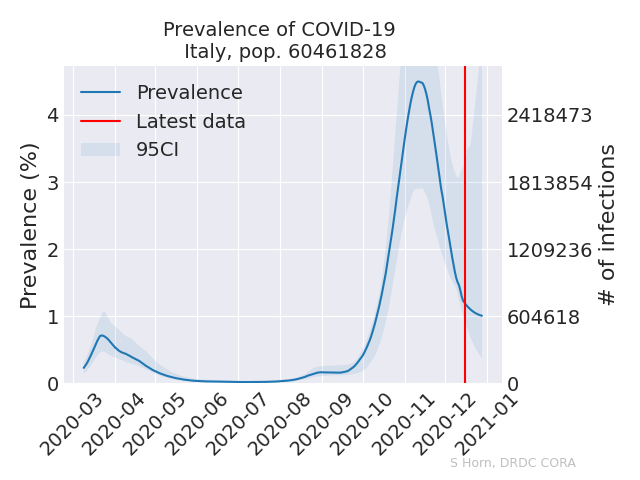 Prevalence of COVID-19
Italy, pop. 60461828
Prevalence
Latest data
95CI
Prevalence (%)
4
3
2
1
0
2418473
1813854
1209236
604618
0
# of infections
2020-03
2020-04
2020-05
2020-06
2020-07
2020-08
2020-09
2020-10
2020-11
2020-12
2021-01
S Horn, DRDC CORA